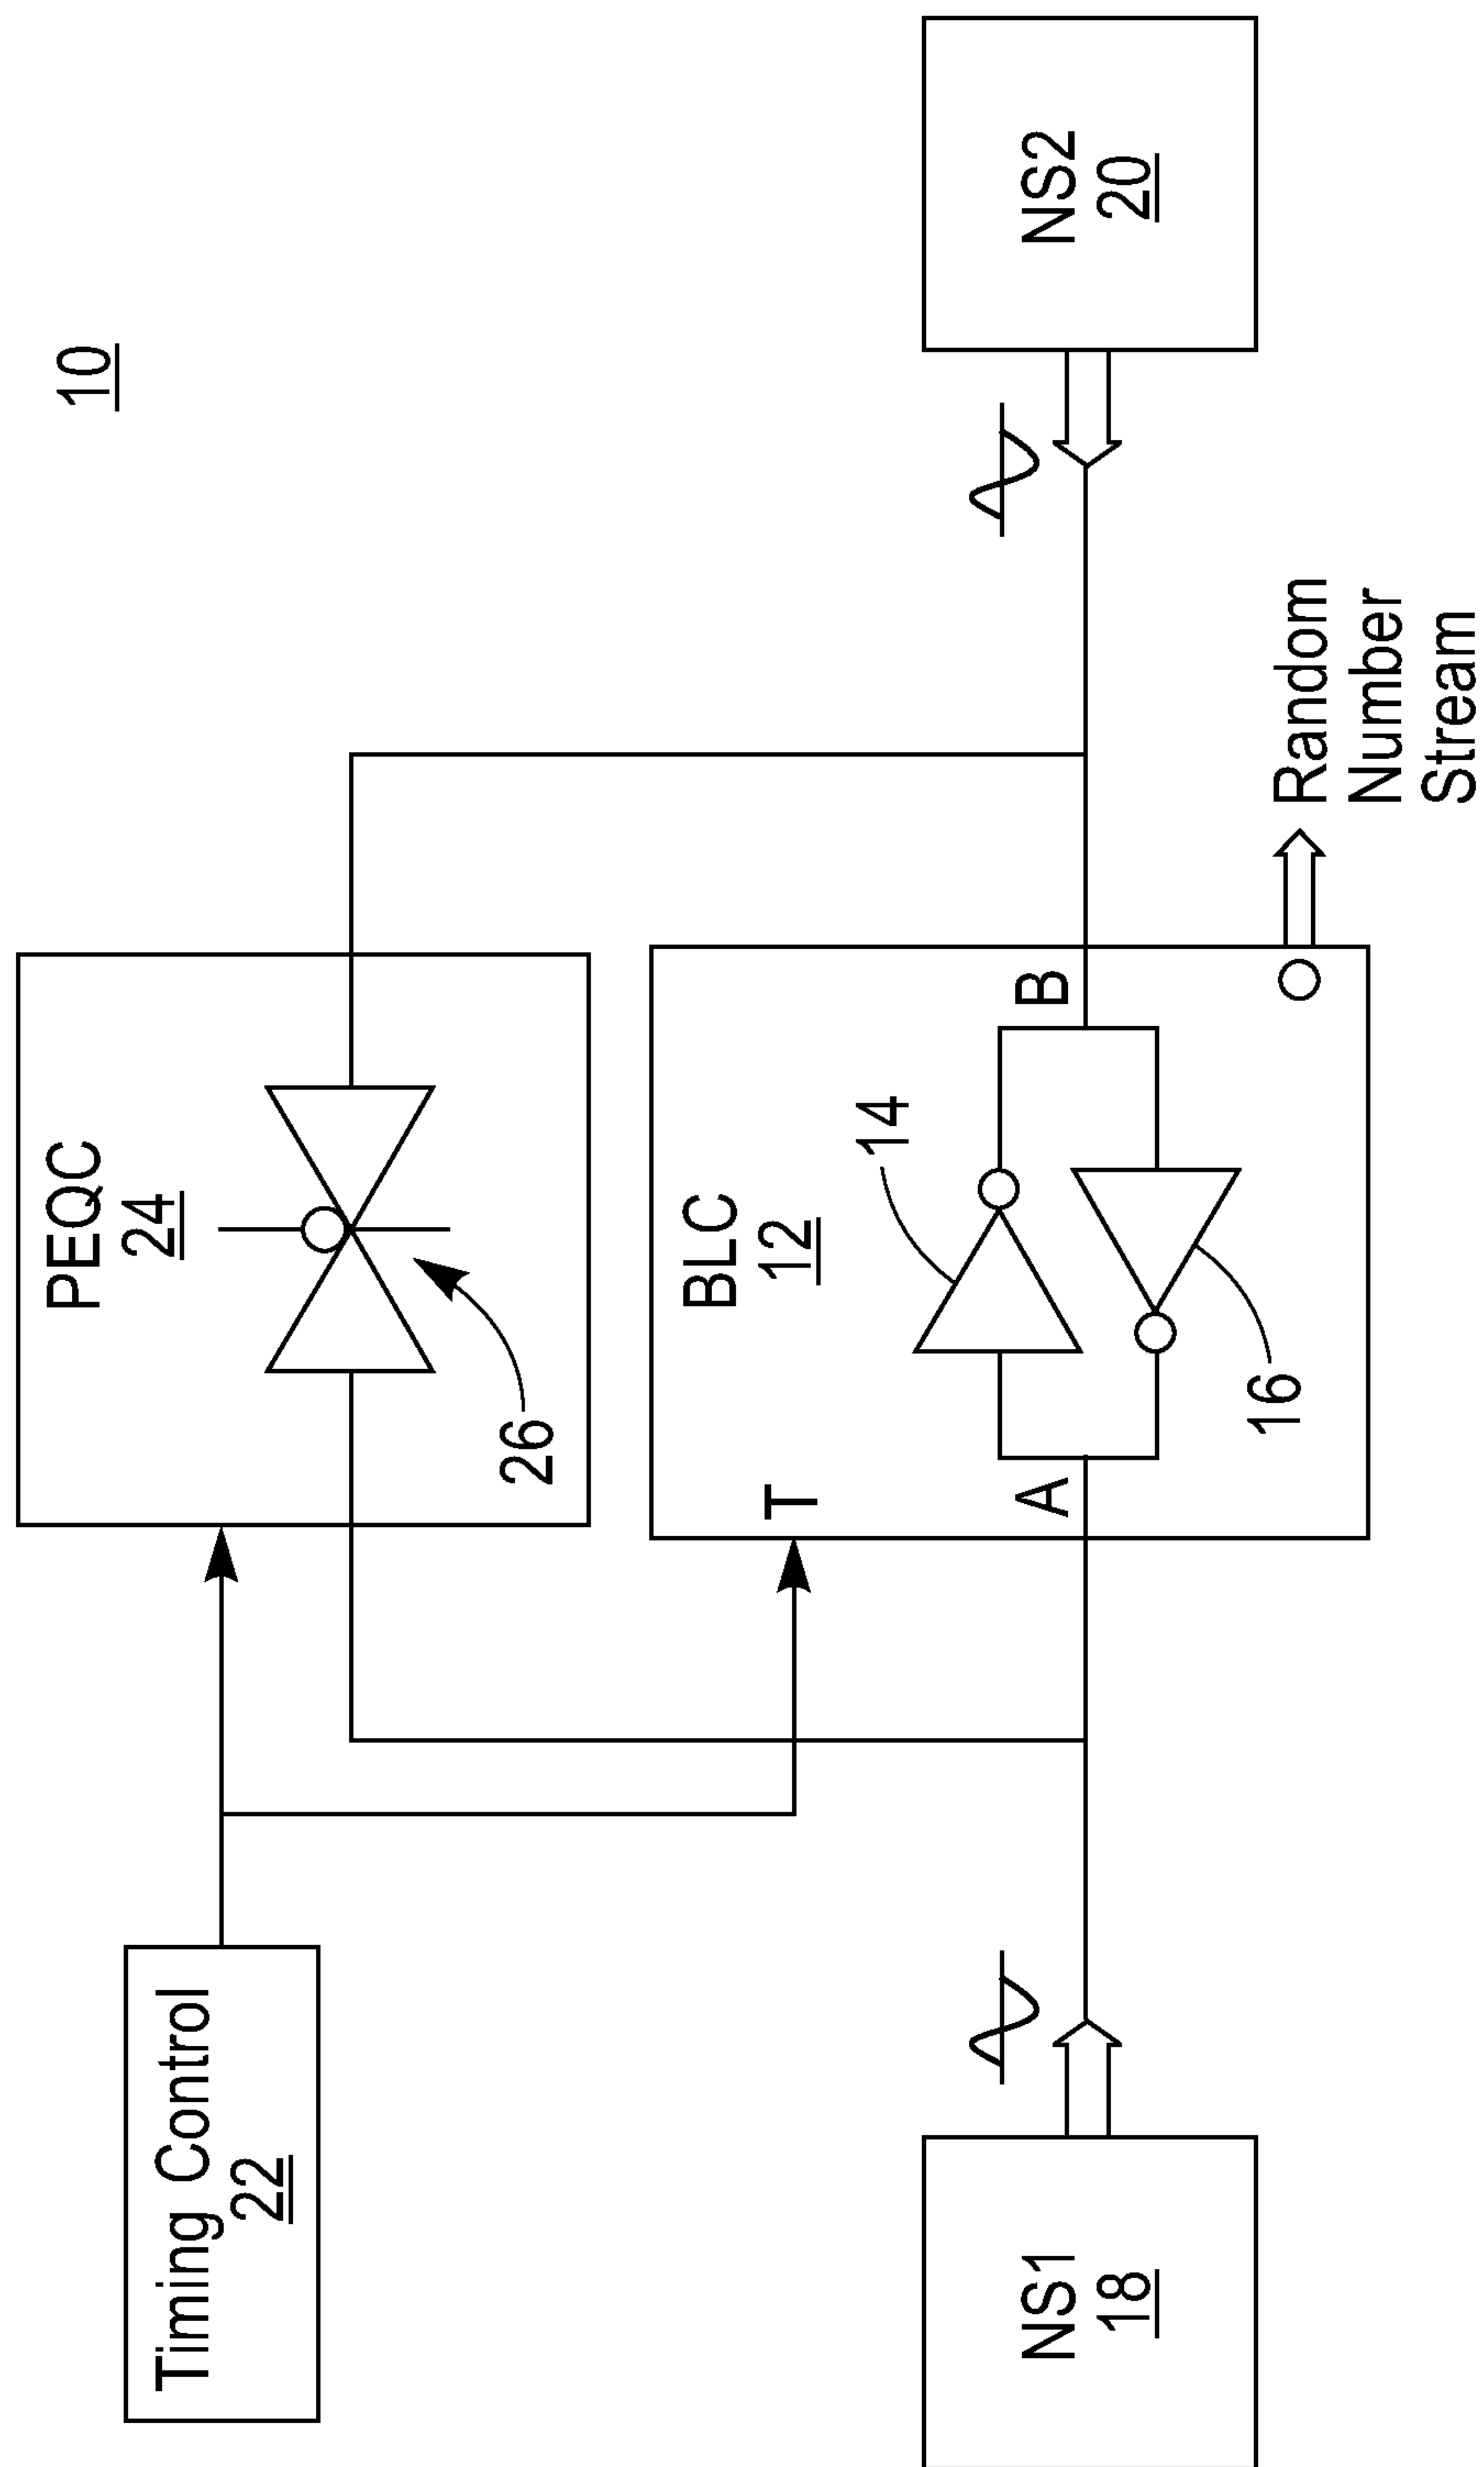 10
PEQC
24
26
Timing Control
22
BLC
12
T
14
A
B
16
NS1
18
NS2
20
Random
Number
Stream